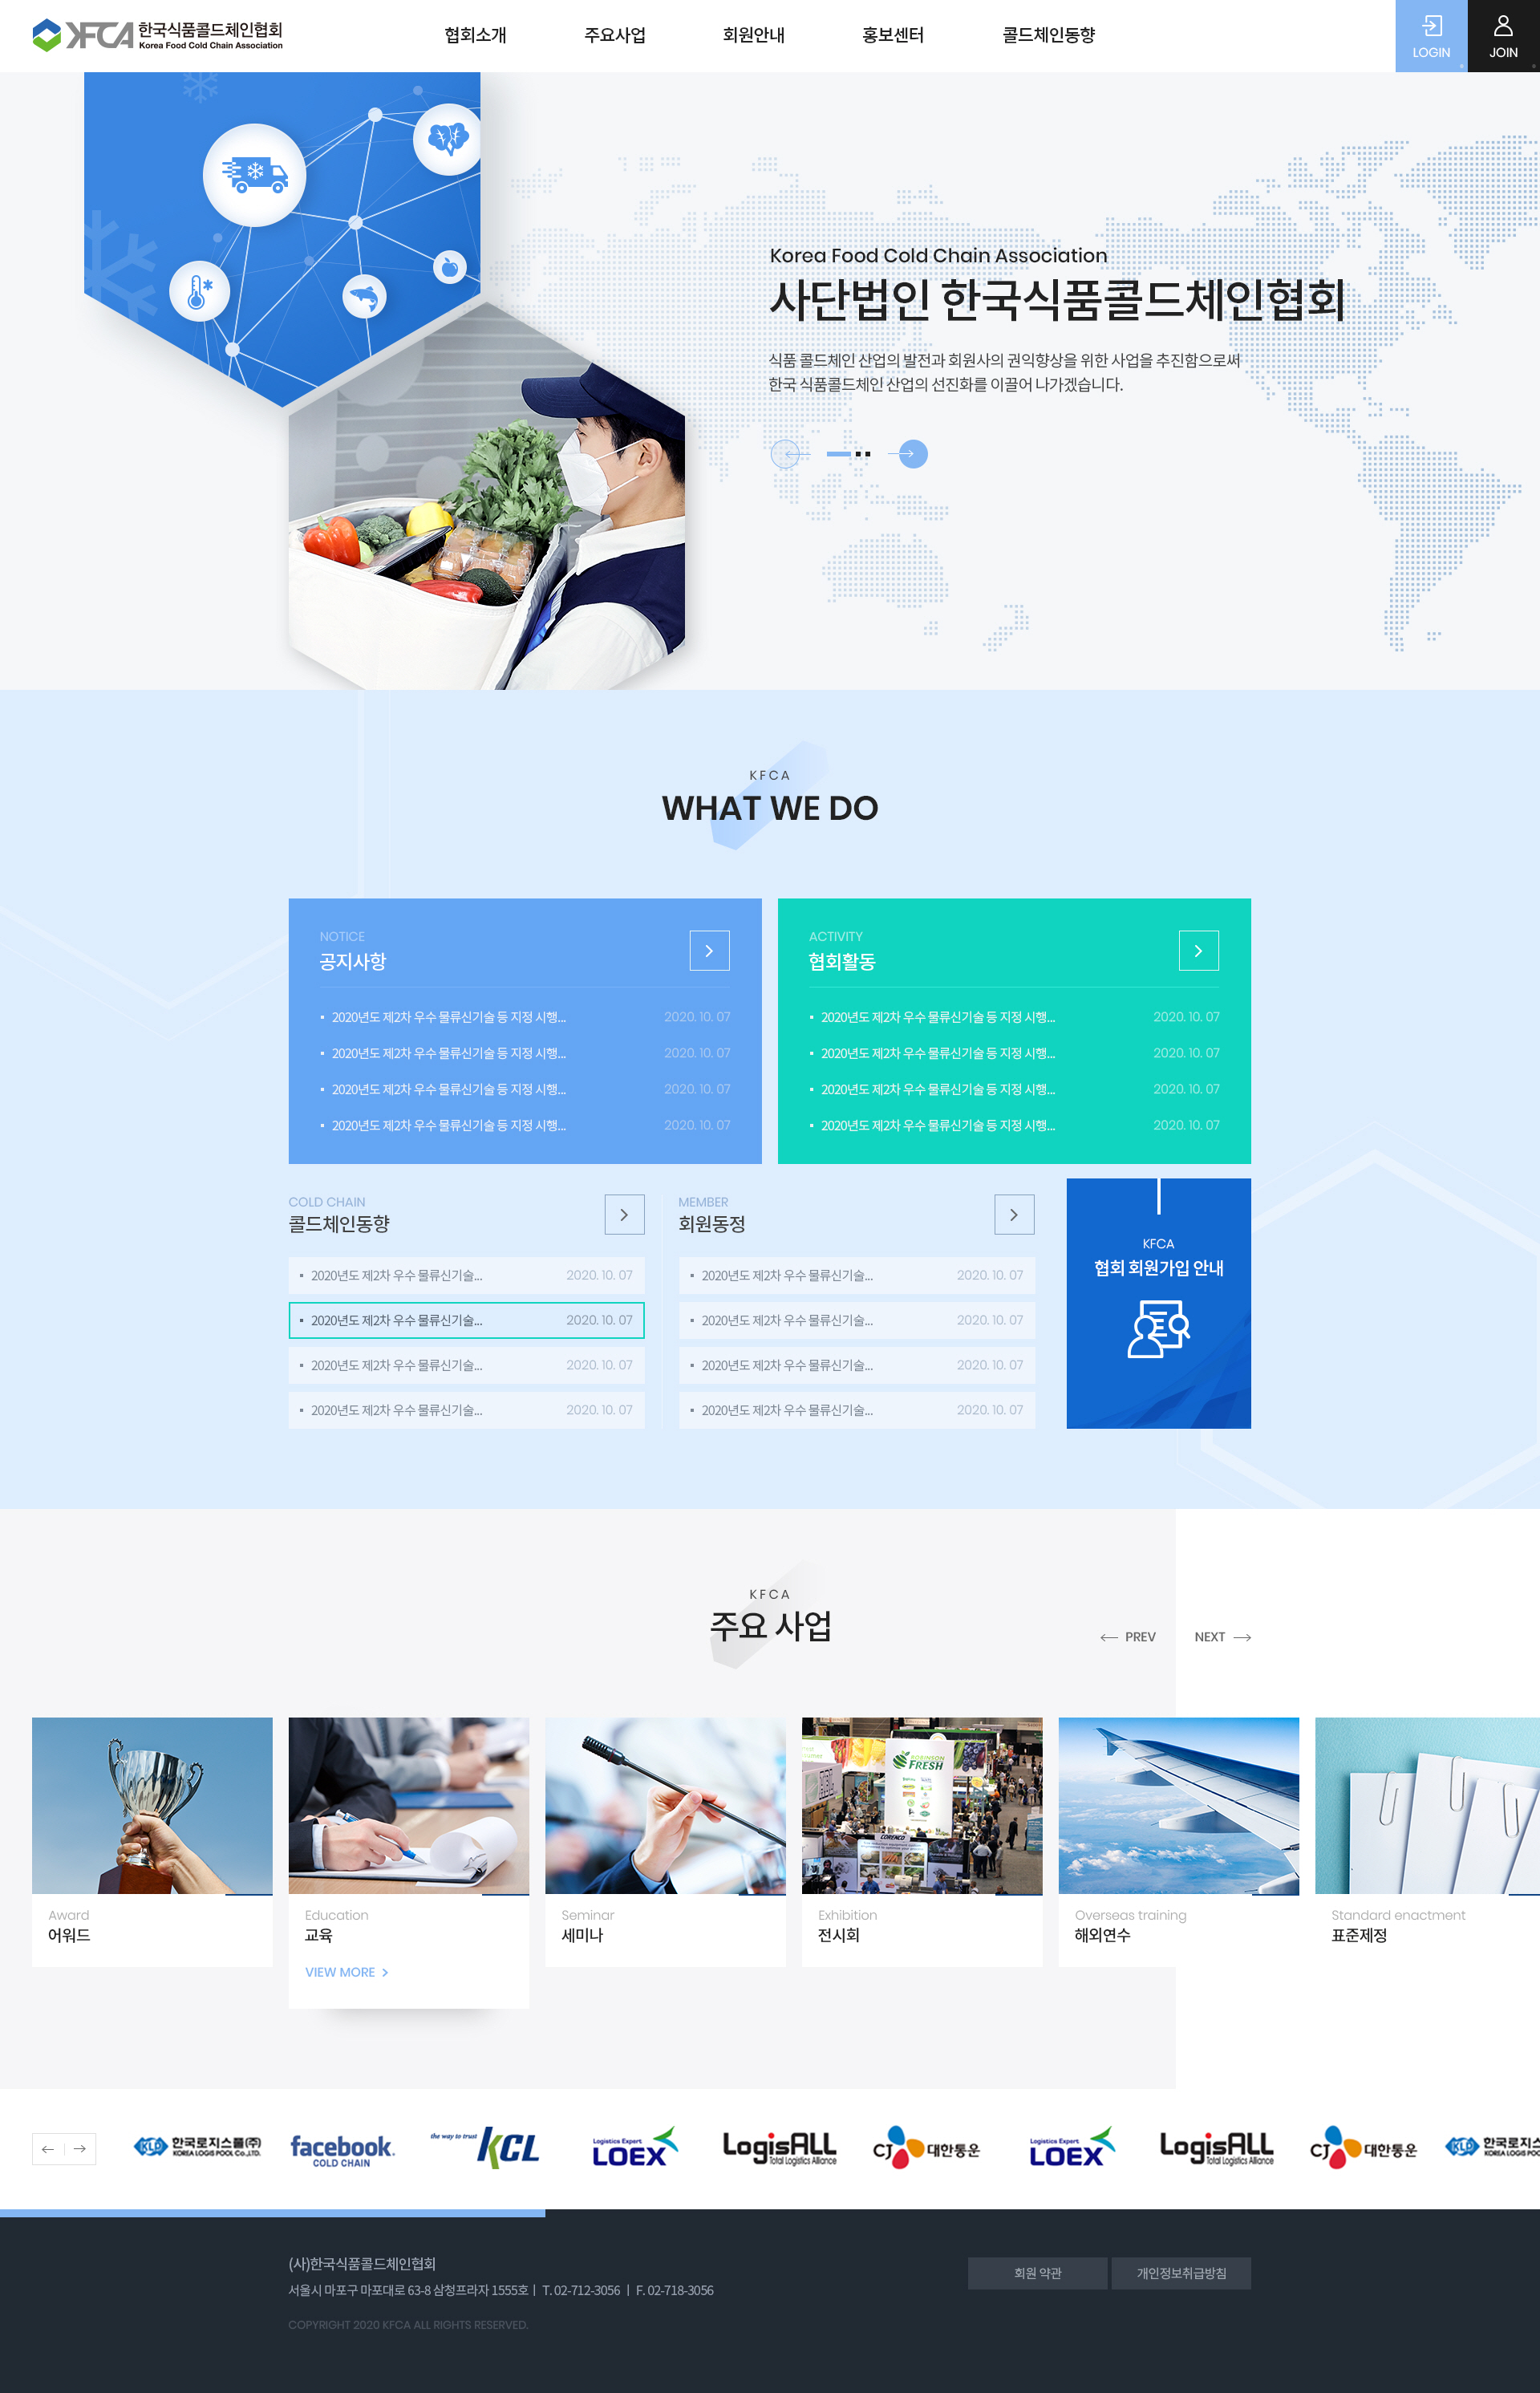 KFCA 한국식품콜드체인협회
Korea Food Cold Chain Association
협회소개
주요사업
회원안내
홍보센터
콜드체인동향
LOGIN
JOIN
Korea Food Cold Chain Association
사단법인 한국식품콜드체인협회
식품 콜드체인 산업의 발전과 회원사의 권익향상을 위한 사업을 추진함으로써
한국 식품콜드체인 산업의 선진화를 이끌어 나가겠습니다.
KFCA
WHAT WE DO
NOTICE
공지사항
2020년도 제2차 우수 물류신기술 등 지정 시행... 2020. 10. 07
2020년도 제2차 우수 물류신기술 등 지정 시행... 2020. 10. 07
2020년도 제2차 우수 물류신기술 등 지정 시행... 2020. 10. 07
2020년도 제2차 우수 물류신기술 등 지정 시행... 2020. 10. 07
ACTIVITY
협회활동
2020년도 제2차 우수 물류신기술 등 지정 시행... 2020. 10. 07
2020년도 제2차 우수 물류신기술 등 지정 시행... 2020. 10. 07
2020년도 제2차 우수 물류신기술 등 지정 시행... 2020. 10. 07
2020년도 제2차 우수 물류신기술 등 지정 시행... 2020. 10. 07
COLD CHAIN
콜드체인동향
2020년도 제2차 우수 물류신기술... 2020. 10. 07
2020년도 제2차 우수 물류신기술... 2020. 10. 07
2020년도 제2차 우수 물류신기술... 2020. 10. 07
2020년도 제2차 우수 물류신기술... 2020. 10. 07
MEMBER
회원동정
2020년도 제2차 우수 물류신기술... 2020. 10. 07
2020년도 제2차 우수 물류신기술... 2020. 10. 07
2020년도 제2차 우수 물류신기술... 2020. 10. 07
2020년도 제2차 우수 물류신기술... 2020. 10. 07
KFCA
협회 회원가입 안내
KFCA
주요 사업
PREV
NEXT
ROBINSON
FRESH
CORENCO
Award
어워드
Education
교육
VIEW MORE
Seminar
세미나
Exhibition
전시회
Overseas training
해외연수
Standard enactment
표준제정
KLP 한국로지스풀(주)
KOREA LOGIS POOL Co.,LTD.
facebook
COLD CHAIN
the way to trust KCL
Logistics Expert
LOEX
LogisALL
Total Logistics Alliance
CJ 대한통운
Logistics Expert
LOEX
LogisALL
Total Logistics Alliance
CJ 대한통운
KLP 한국로지스
KOREA LOGIS POO
(사)한국식품콜드체인협회
서울시 마포구 마포대로 63-8 삼청프라자 1555호 | T. 02-712-3056 | F. 02-718-3056
COPYRIGHT 2020 KFCA ALL RIGHTS RESERVED.
회원 약관
개인정보취급방침